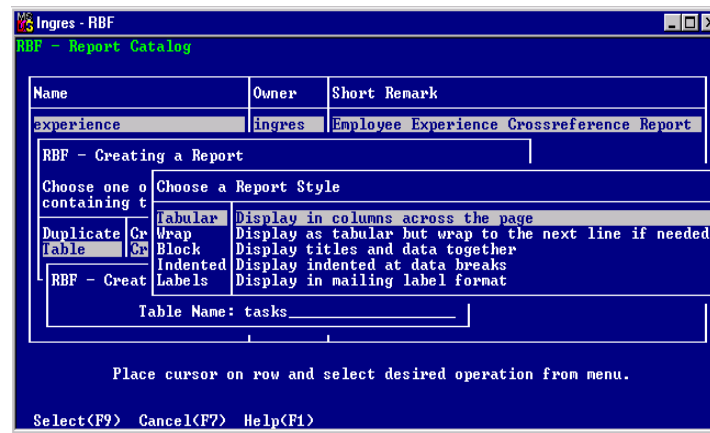 Ingres - RBF
RBF - Report Catalog
Name Owner Short Remark
experience ingres Employee Experience Crossreference Report
RBF - Creating a Report
Choose one o Choose a Report Style
containing t
Tabular Display in columns across the page
Duplicate Cr Wrap Display as tabular but wrap to the next line if needed
Table Cr Block Display titles and data together
Indented Display indented at data breaks
RBF - Creat Labels Display in mailing label format
Table Name: tasks
Place cursor on row and select desired operation from menu.
Select(F9) Cancel(F7) Help(F1)